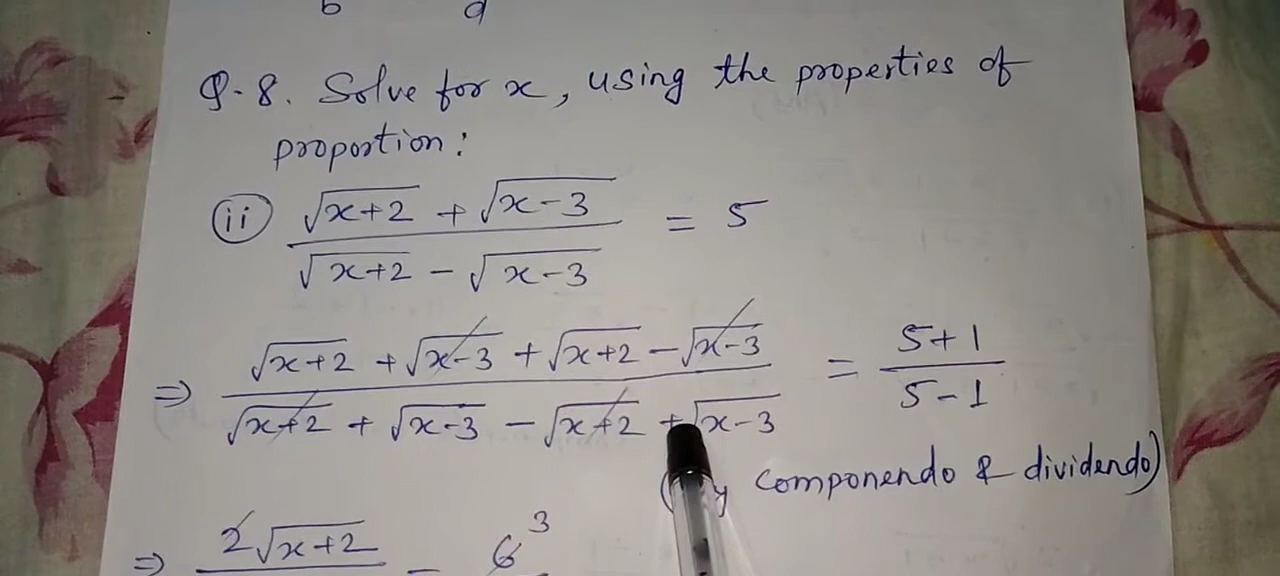 b d
Q-8. Solve for x, using the properties of
proportion:
(ii) √x+2 + √x-3 = 5
√x+2 - √x-3
⇒ √x+2 + √x-3 + √x+2 - √x-3 = 5+1
√x+2 + √x-3 - √x+2 + √x-3 5-1
y componendo & dividendo)
⇒ 2√x+2 6 3